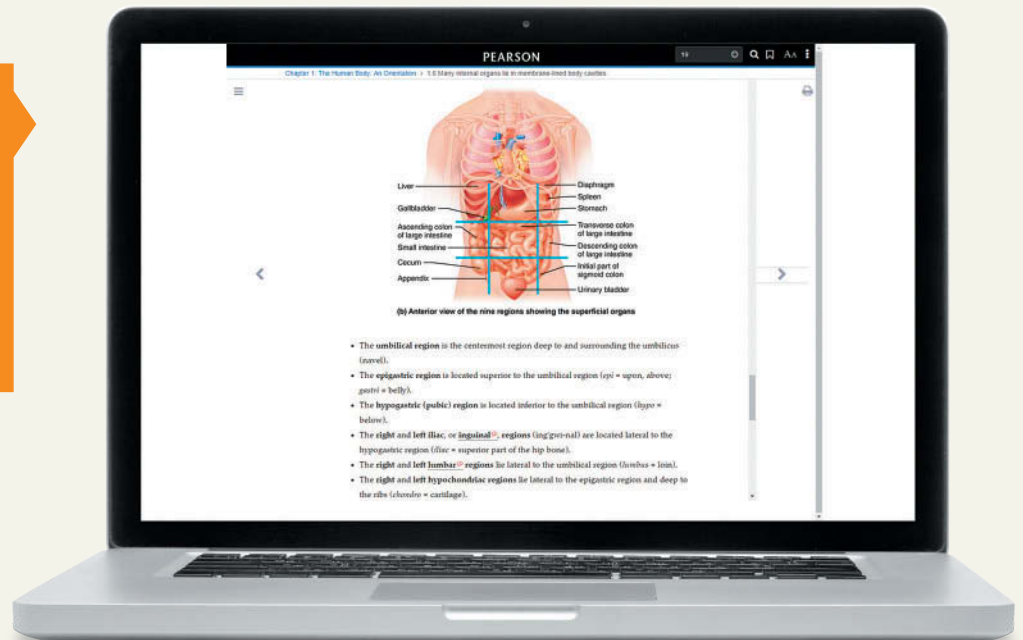 PEARSON
19
AA
Chapter 1: The Human Body: An Orientation > 1.6 Many internal organs lie in membrane-lined body cavities
Liver
Gallbladder
Ascending colon
of large intestine
Small intestine
Cecum
Appendix
Diaphragm
Spleen
Stomach
Transverse colon
of large intestine
Descending colon
of large intestine
Initial part of
sigmoid colon
Urinary bladder
(b) Anterior view of the nine regions showing the superficial organs
• The umbilical region is the centermost region deep to and surrounding the umbilicus
(navel).
• The epigastric region is located superior to the umbilical region (epi = upon, above;
gastri = belly).
• The hypogastric (pubic) region is located inferior to the umbilical region (hypo =
below).
• The right and left iliac, or inguinal, regions (ing'gwĭ-nal) are located lateral to the
hypogastric region (iliac = superior part of the hip bone).
• The right and left lumbar regions lie lateral to the umbilical region (lumbus = loin).
• The right and left hypochondriac regions lie lateral to the epigastric region and deep to
the ribs (chondro = cartilage).